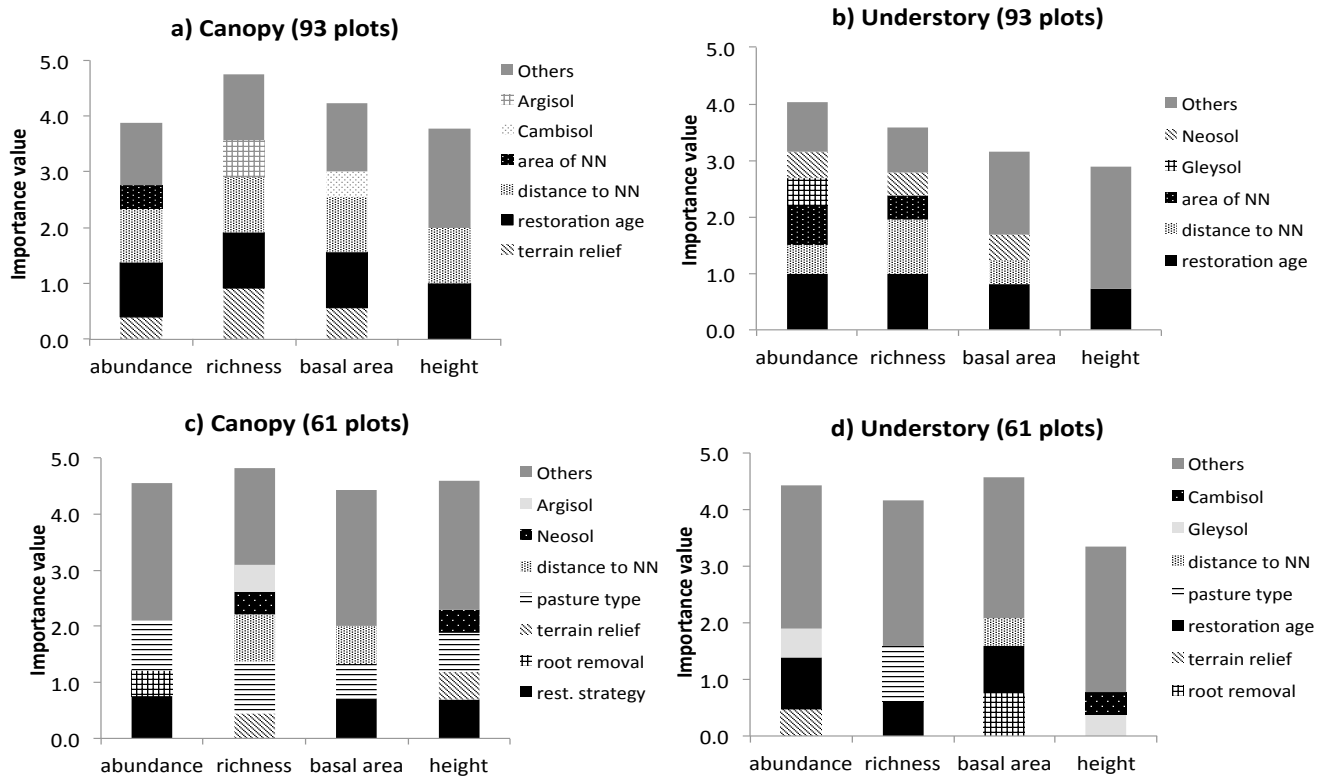 a) Canopy (93 plots)
Importance value
5.0
4.0
3.0
2.0
1.0
0.0
abundance richness basal area height
Others
Argisol
Cambisol
area of NN
distance to NN
restoration age
terrain relief
b) Understory (93 plots)
Importance value
5.0
4.0
3.0
2.0
1.0
0.0
abundance richness basal area height
Others
Neosol
Gleysol
area of NN
distance to NN
restoration age
c) Canopy (61 plots)
Importance value
5.0
4.0
3.0
2.0
1.0
0.0
abundance richness basal area height
Others
Argisol
Neosol
distance to NN
pasture type
terrain relief
root removal
rest. strategy
d) Understory (61 plots)
Importance value
5.0
4.0
3.0
2.0
1.0
0.0
abundance richness basal area height
Others
Cambisol
Gleysol
distance to NN
pasture type
restoration age
terrain relief
root removal